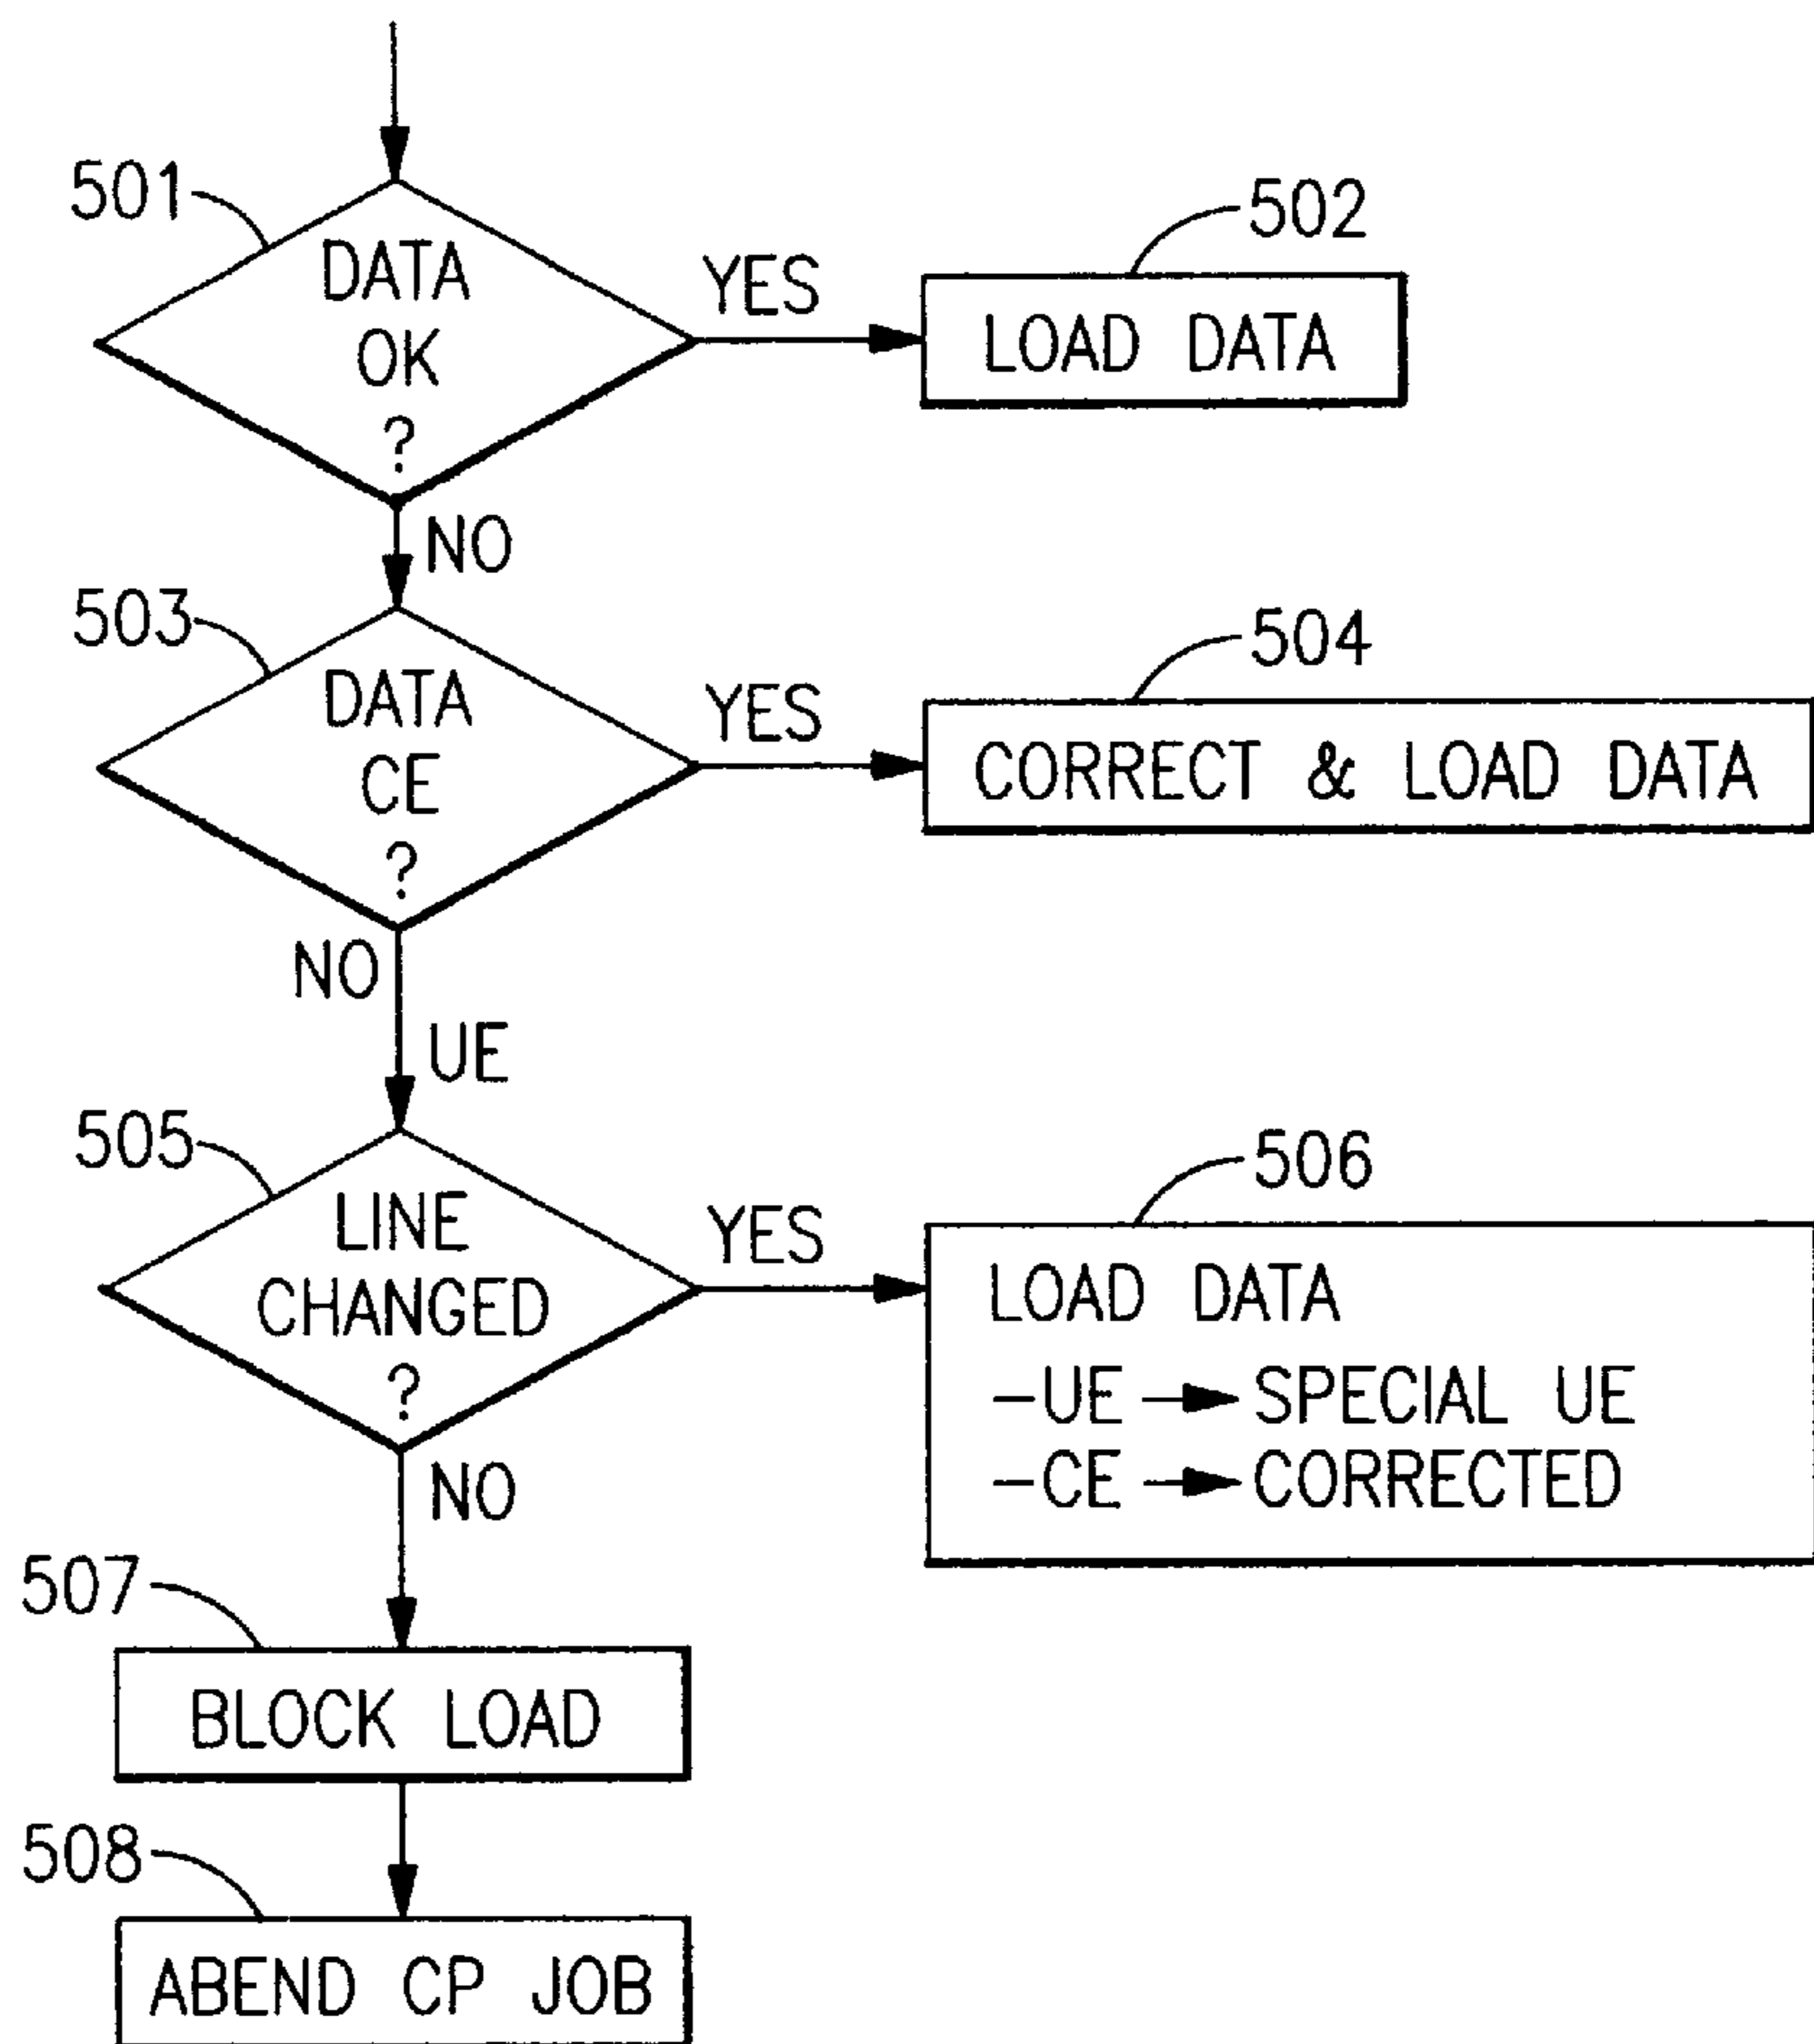 501
DATA
OK
?
YES
502
LOAD DATA
NO
503
DATA
CE
?
YES
504
CORRECT & LOAD DATA
NO
UE
505
LINE
CHANGED
?
YES
506
LOAD DATA
-UE → SPECIAL UE
-CE → CORRECTED
NO
507
BLOCK LOAD
508
ABEND CP JOB